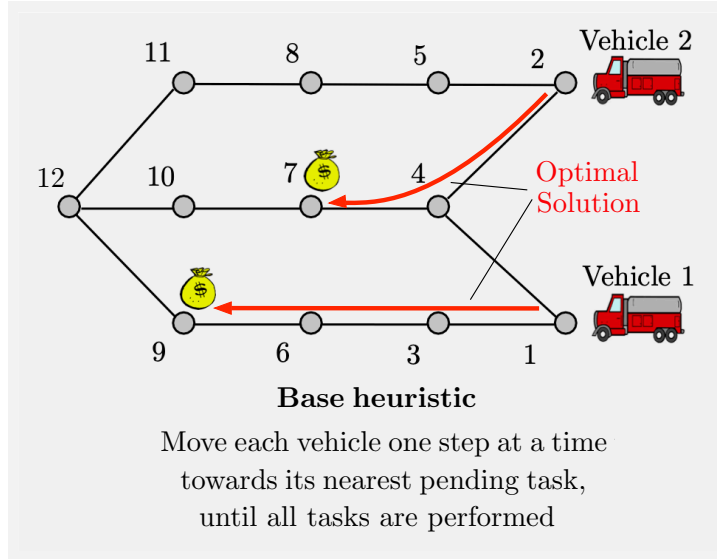 11
8
5
2
Vehicle 2
12
10
7
$
4
Optimal
Solution
$
Vehicle 1
9
6
3
1
Base heuristic
Move each vehicle one step at a time
towards its nearest pending task,
until all tasks are performed